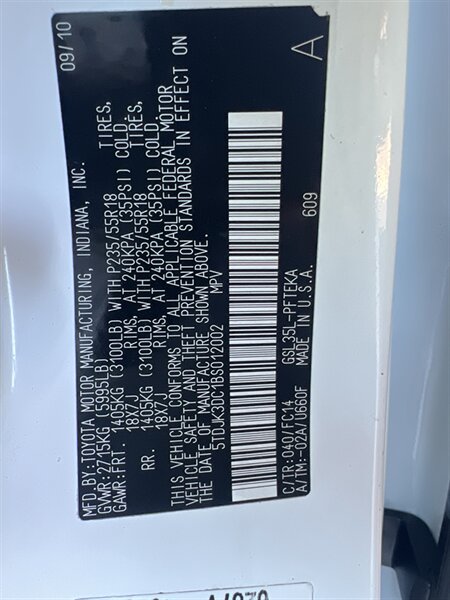 MFD.BY:TOYOTA MOTOR MANUFACTURING, INDIANA, INC. 09/10
GVWR:2715KG (5995LB)
GAWR:FRT. 1405KG (3100LB) WITH P235/55R18 TIRES,
18X7J RIMS, AT 240KPA (35PSI) COLD.
RR. 1405KG (3100LB) WITH P235/55R18 TIRES,
18X7J RIMS, AT 240KPA (35PSI) COLD.
THIS VEHICLE CONFORMS TO ALL APPLICABLE FEDERAL MOTOR
VEHICLE SAFETY AND THEFT PREVENTION STANDARDS IN EFFECT ON
THE DATE OF MANUFACTURE SHOWN ABOVE.
5TDJK3DC1BS012002 MPV
A
609
C/TR:040/FC14 GSL35L-PFTEKA
A/TM:-02A/U660F MADE IN U.S.A.